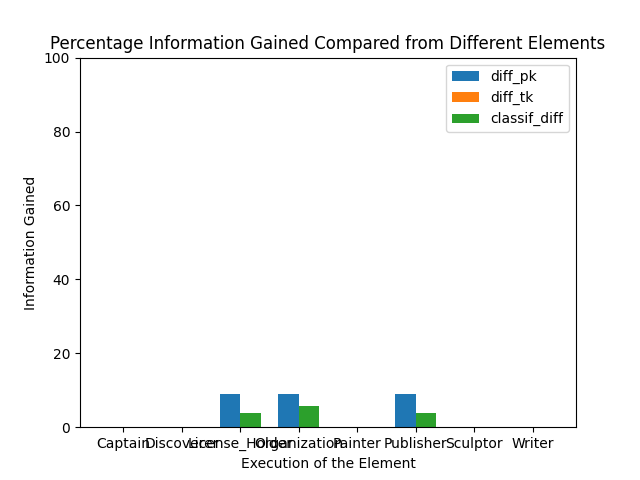 Percentage Information Gained Compared from Different Elements
100
80
60
40
20
0
Information Gained
diff_pk
diff_tk
classif_diff
Captain Discoverer License_Holder Organization Painter Publisher Sculptor Writer
Execution of the Element